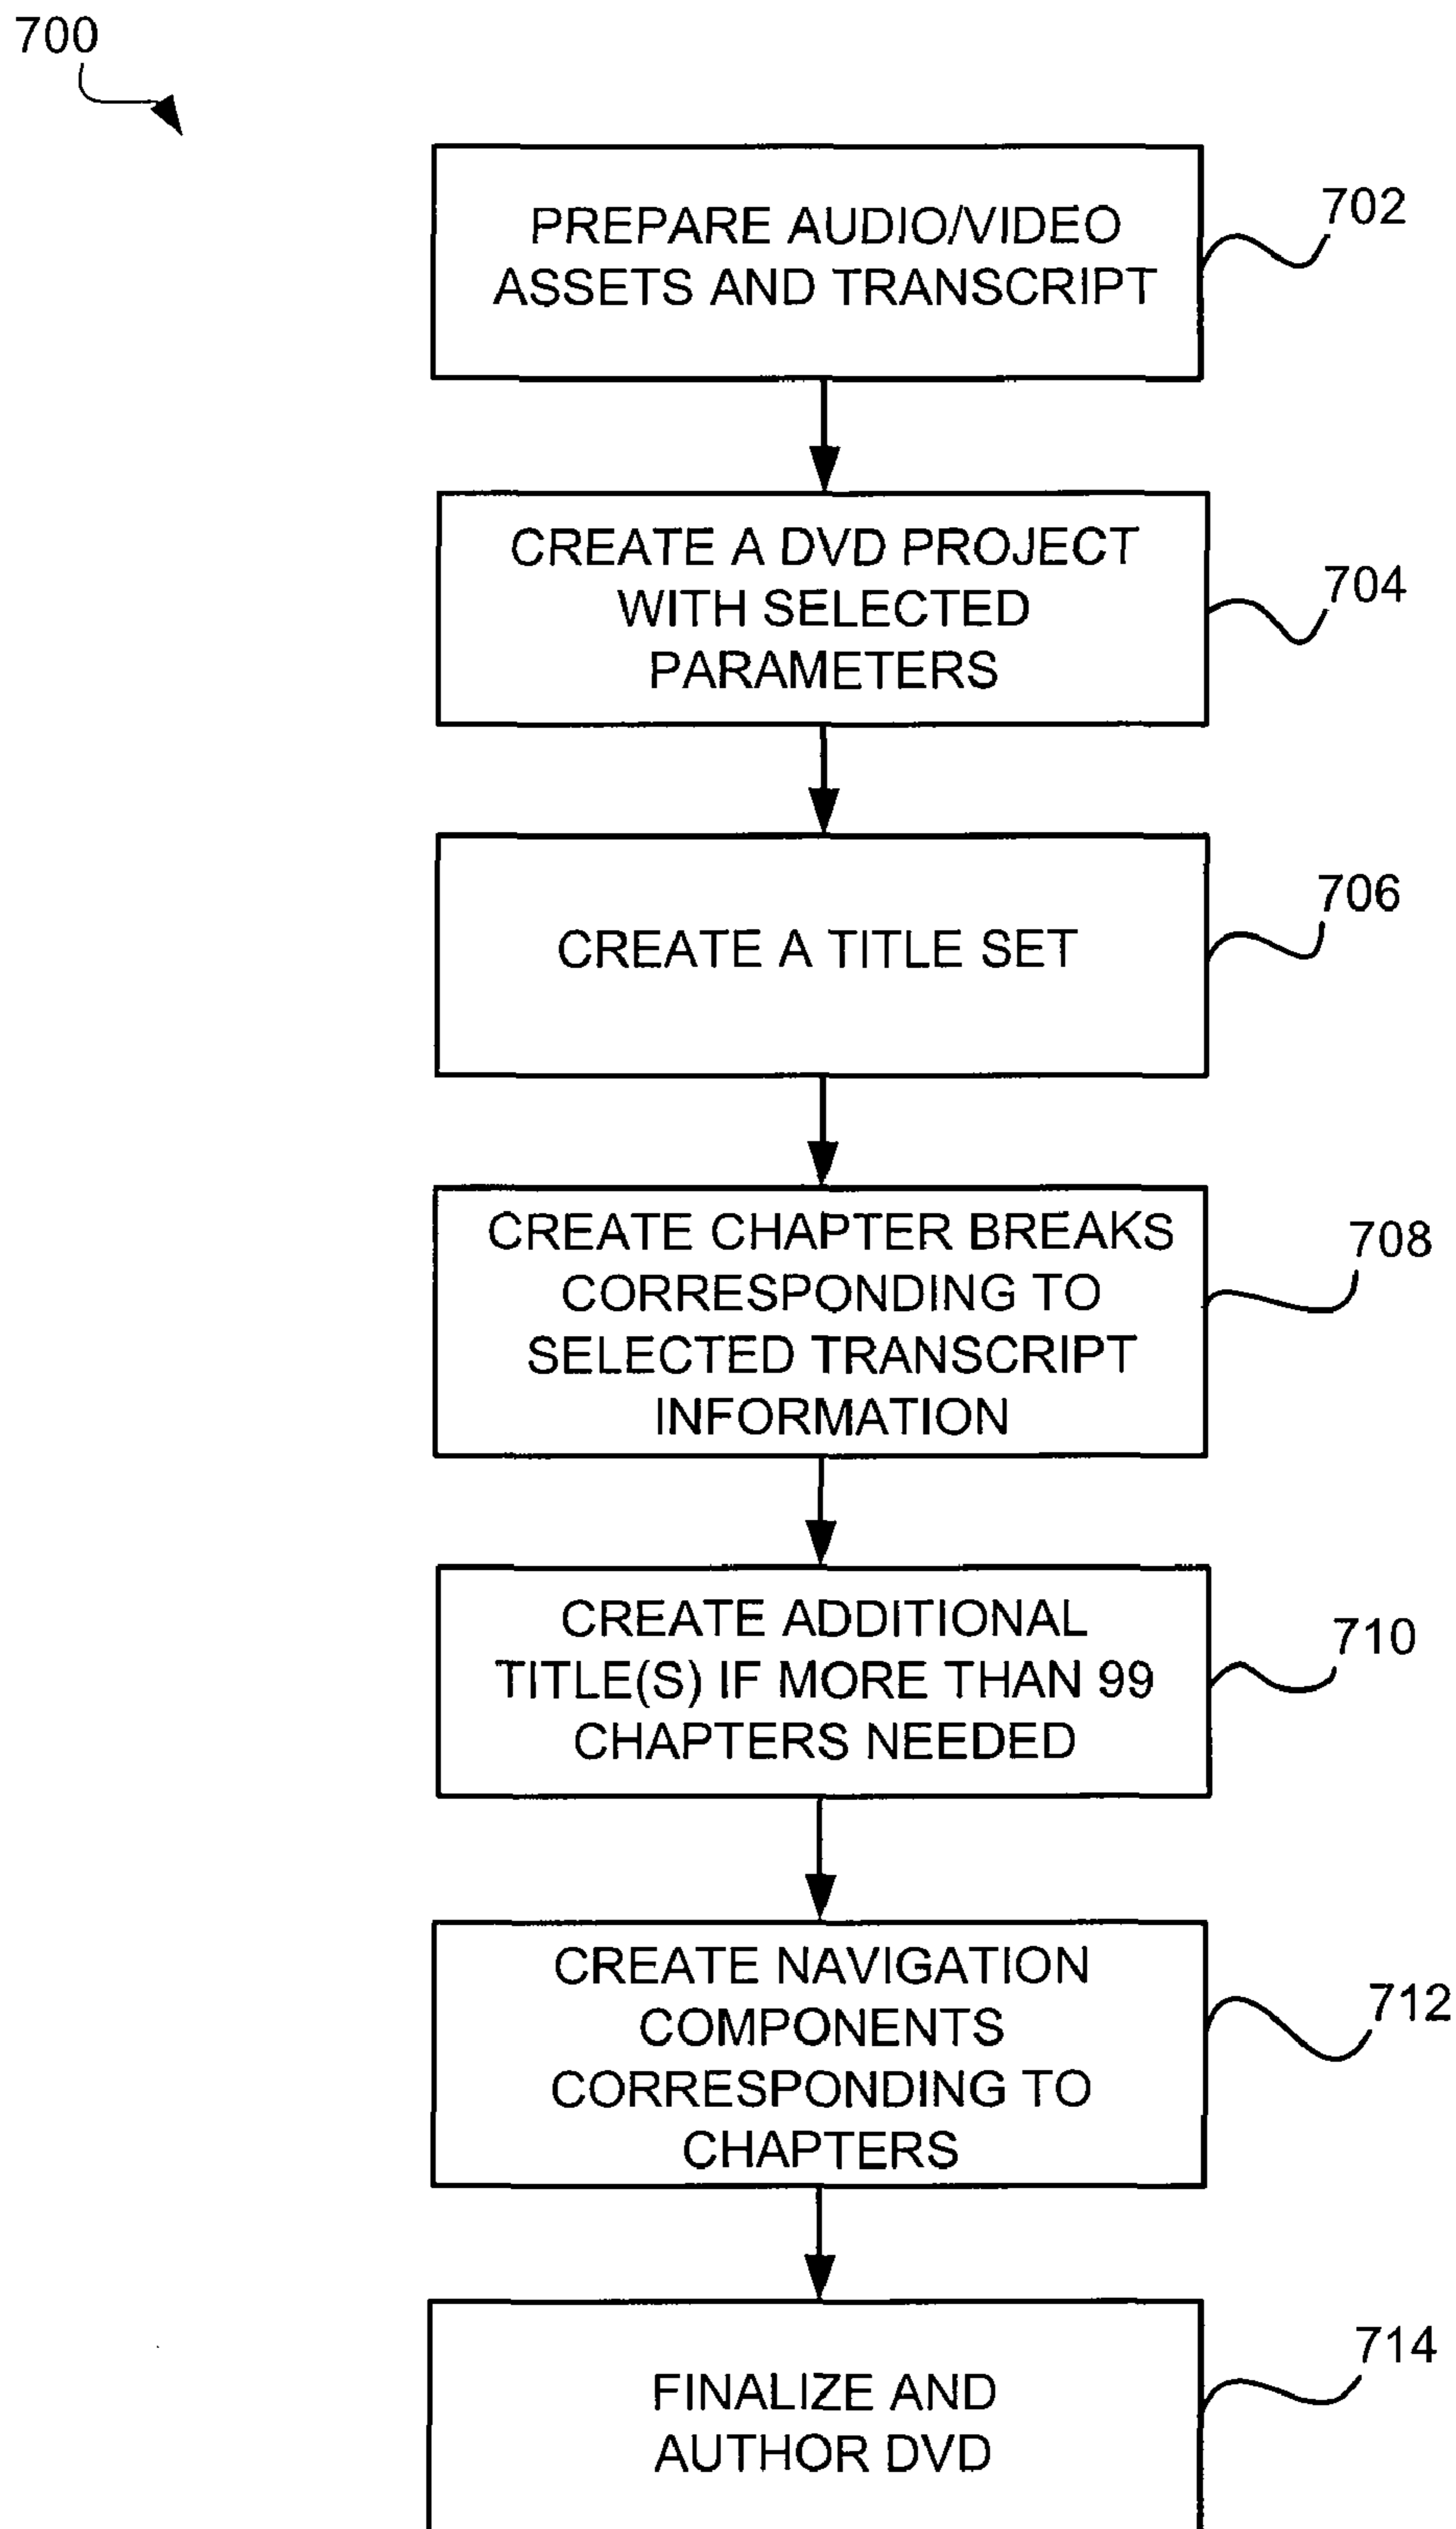 700
PREPARE AUDIO/VIDEO
ASSETS AND TRANSCRIPT
702
CREATE A DVD PROJECT
WITH SELECTED
PARAMETERS
704
CREATE A TITLE SET
706
CREATE CHAPTER BREAKS
CORRESPONDING TO
SELECTED TRANSCRIPT
INFORMATION
708
CREATE ADDITIONAL
TITLE(S) IF MORE THAN 99
CHAPTERS NEEDED
710
CREATE NAVIGATION
COMPONENTS
CORRESPONDING TO
CHAPTERS
712
FINALIZE AND
AUTHOR DVD
714